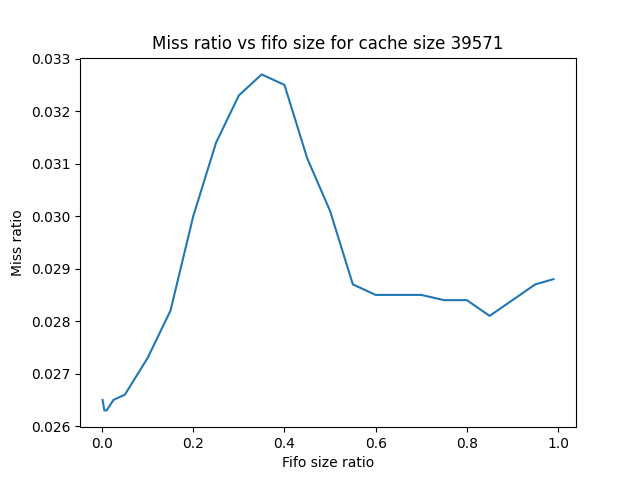 Miss ratio vs fifo size for cache size 39571
0.033
0.032
0.031
0.030
0.029
0.028
0.027
0.026
Miss ratio
0.0 0.2 0.4 0.6 0.8 1.0
Fifo size ratio